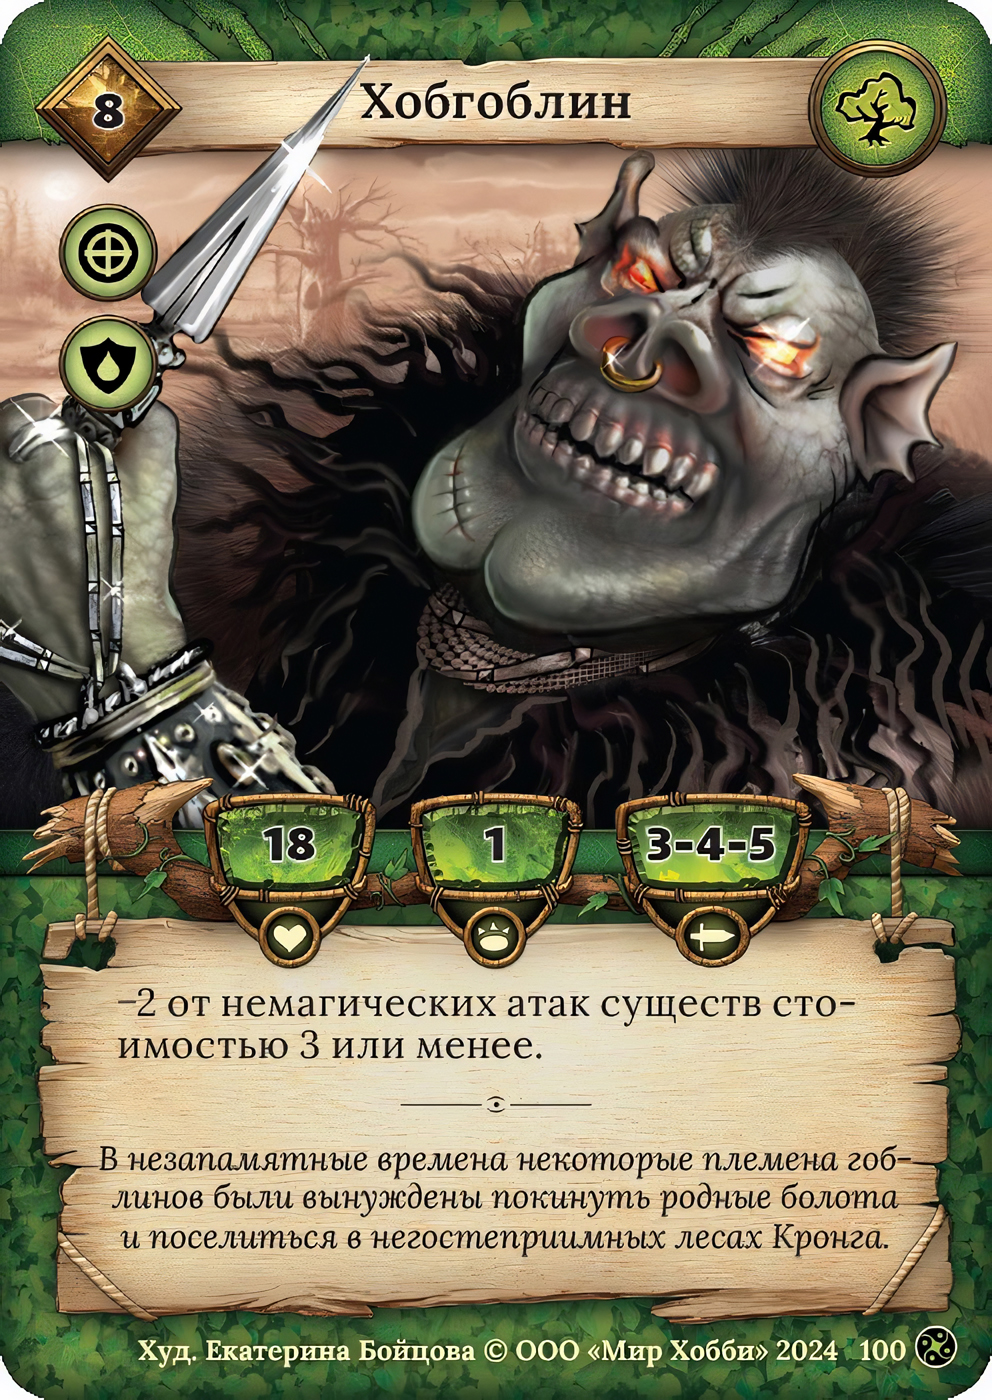 8
Хобгоблин
18
1
3-4-5
–2 от немагических атак существ сто-
имостью 3 или менее.
В незапамятные времена некоторые племена гоб-
линов были вынуждены покинуть родные болота
и поселиться в негостеприимных лесах Кронга.
Худ. Екатерина Бойцова © ООО «Мир Хобби» 2024 100